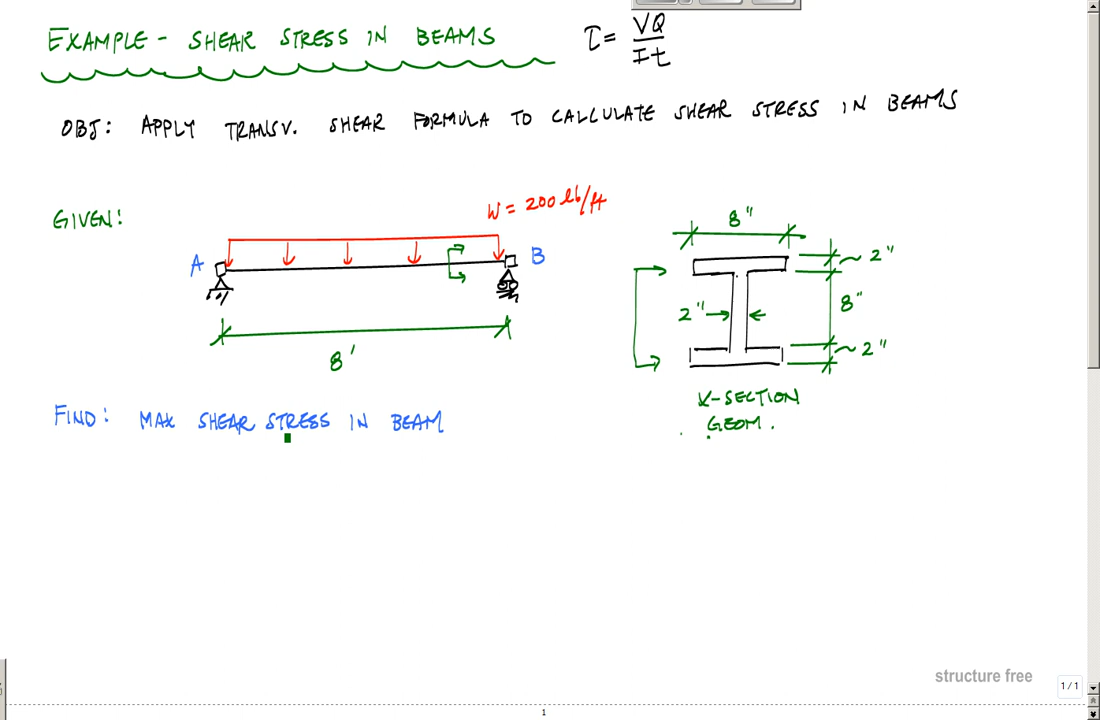 EXAMPLE - SHEAR STRESS IN BEAMS
τ = VQ / It
OBJ: APPLY TRANSV. SHEAR FORMULA TO CALCULATE SHEAR STRESS IN BEAMS
GIVEN:
W = 200 lb/ft
A
B
8'
8"
~ 2"
8"
2"
~ 2"
X-SECTION
GEOM.
FIND: MAX SHEAR STRESS IN BEAM
structure free
1 / 1
1